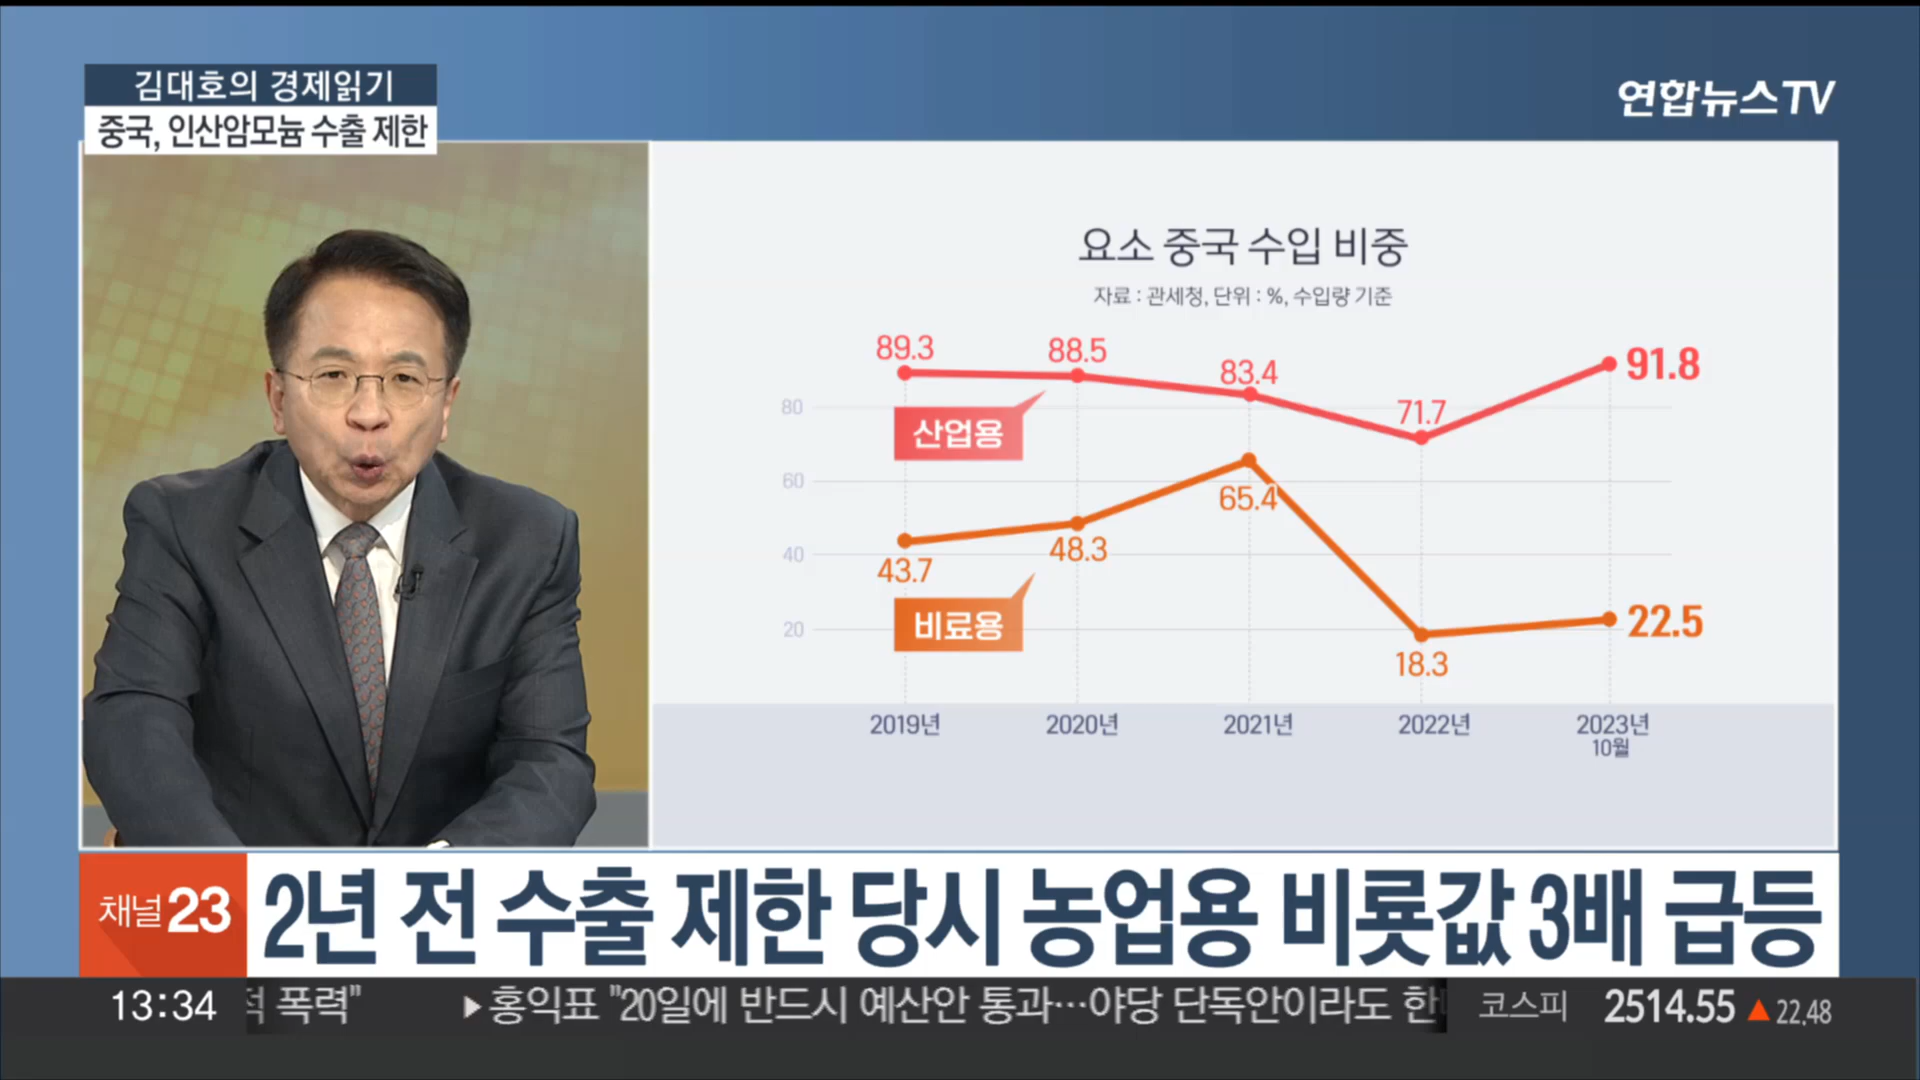 김대호의 경제읽기
중국, 인산암모늄 수출 제한
연합뉴스TV
요소 중국 수입 비중
자료 : 관세청, 단위 : %, 수입량 기준
89.3
88.5
83.4
71.7
91.8
80
산업용
60
65.4
40
43.7
48.3
비료용
20
18.3
22.5
2019년
2020년
2021년
2022년
2023년
10월
채널 23
2년 전 수출 제한 당시 농업용 비룟값 3배 급등
13:34
폭력"
▶홍익표 "20일에 반드시 예산안 통과…야당 단독안이라도
코스피 2514.55 ▲22.48